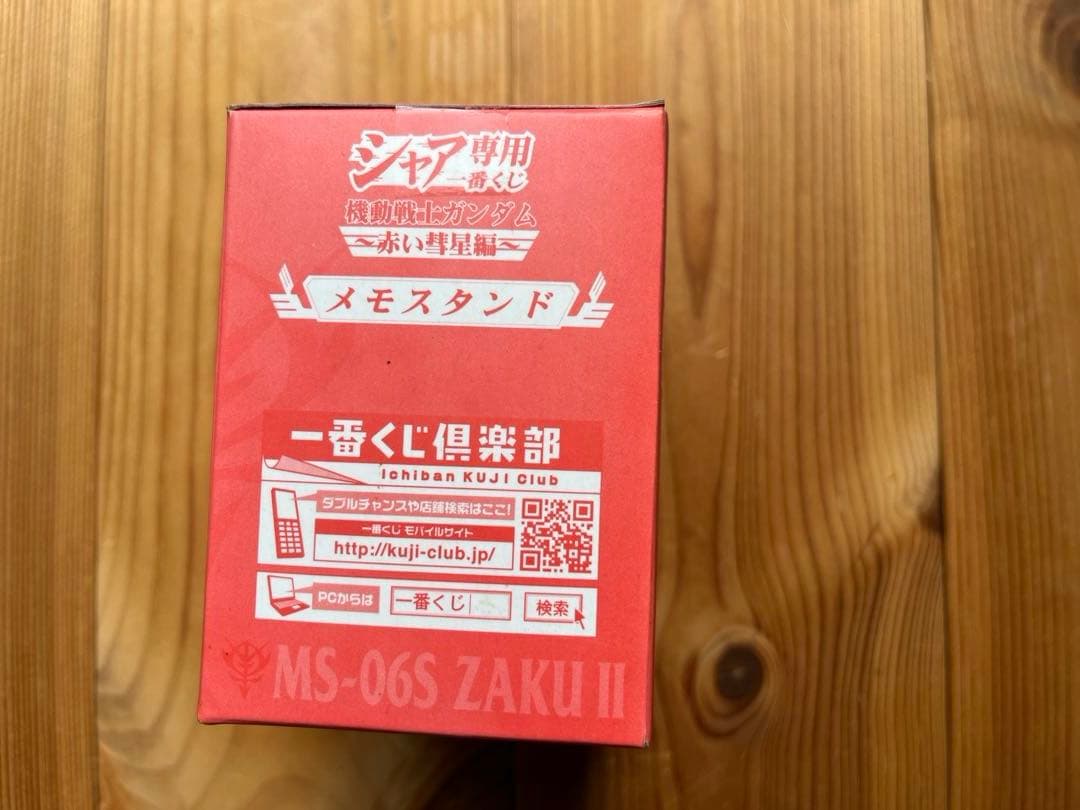 シャア専用
一番くじ
機動戦士ガンダム
～赤い彗星編～
メモスタンド
一番くじ倶楽部
Ichiban KUJI Club
ダブルチャンスや店舗検索はここ!
一番くじ モバイルサイト
http://kuji-club.jp/
PCからは 一番くじ 検索
MS-06S ZAKU II